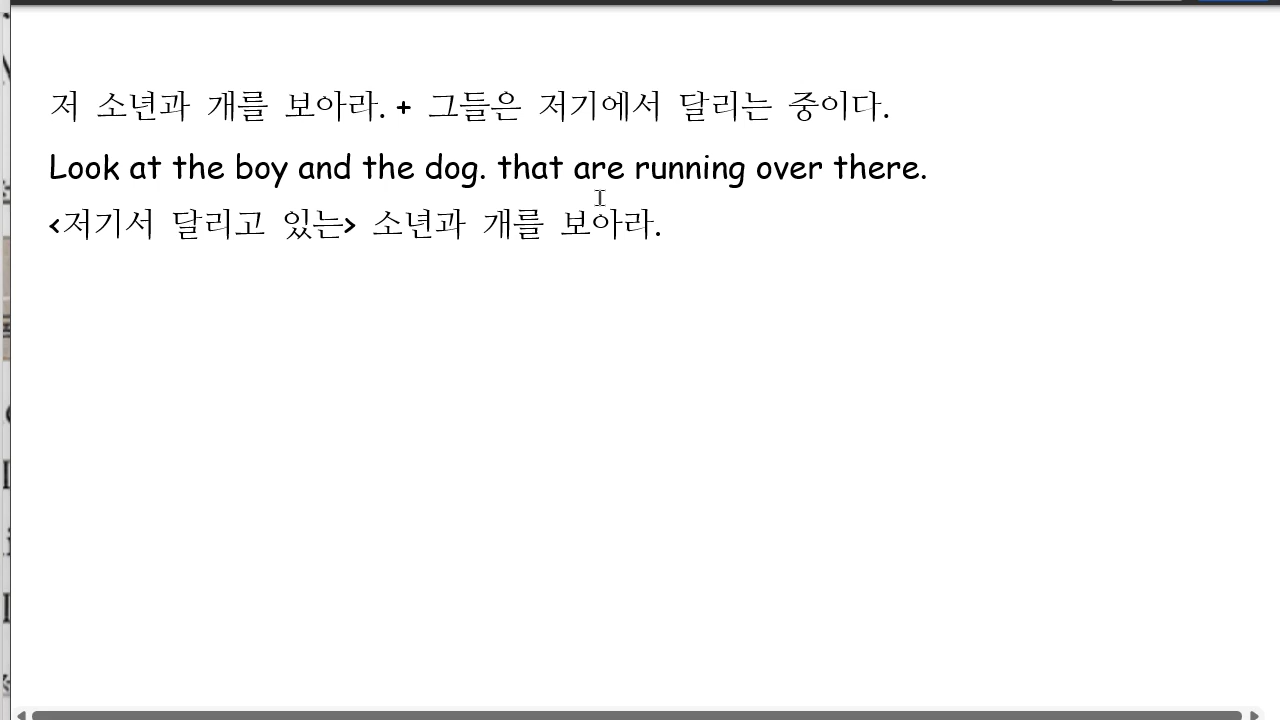 저 소년과 개를 보아라. + 그들은 저기에서 달리는 중이다.
Look at the boy and the dog. that are running over there.
<저기서 달리고 있는> 소년과 개를 보아라.